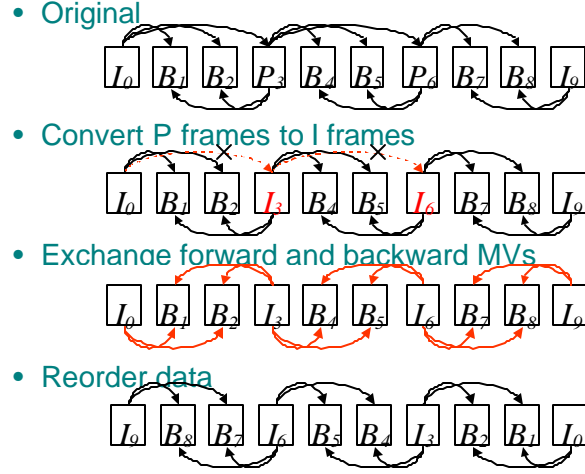 • Original
I0 B1 B2 P3 B4 B5 P6 B7 B8 I9
• Convert P frames to I frames
I0 B1 B2 I3 B4 B5 I6 B7 B8 I9
• Exchange forward and backward MVs
I0 B1 B2 I3 B4 B5 I6 B7 B8 I9
• Reorder data
I9 B8 B7 I6 B5 B4 I3 B2 B1 I0